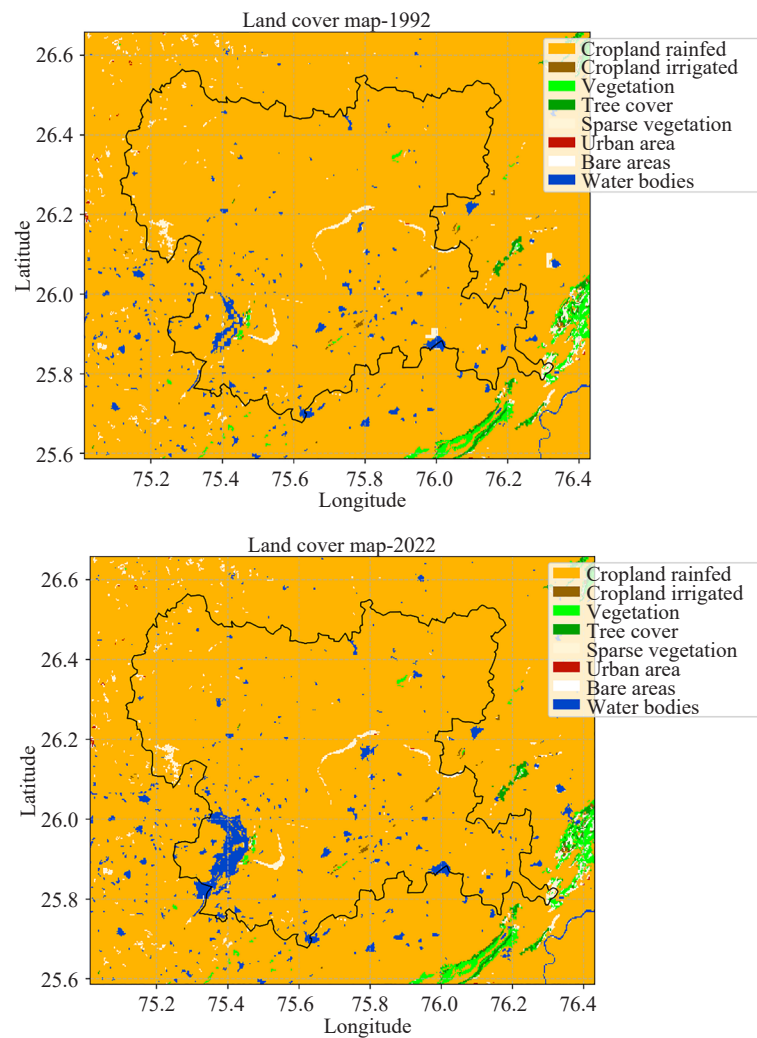 Land cover map-1992
26.6
26.4
26.2
26.0
25.8
25.6
Latitude
Cropland rainfed
Cropland irrigated
Vegetation
Tree cover
Sparse vegetation
Urban area
Bare areas
Water bodies
75.2 75.4 75.6 75.8 76.0 76.2 76.4
Longitude
Land cover map-2022
26.6
26.4
26.2
26.0
25.8
25.6
Latitude
Cropland rainfed
Cropland irrigated
Vegetation
Tree cover
Sparse vegetation
Urban area
Bare areas
Water bodies
75.2 75.4 75.6 75.8 76.0 76.2 76.4
Longitude